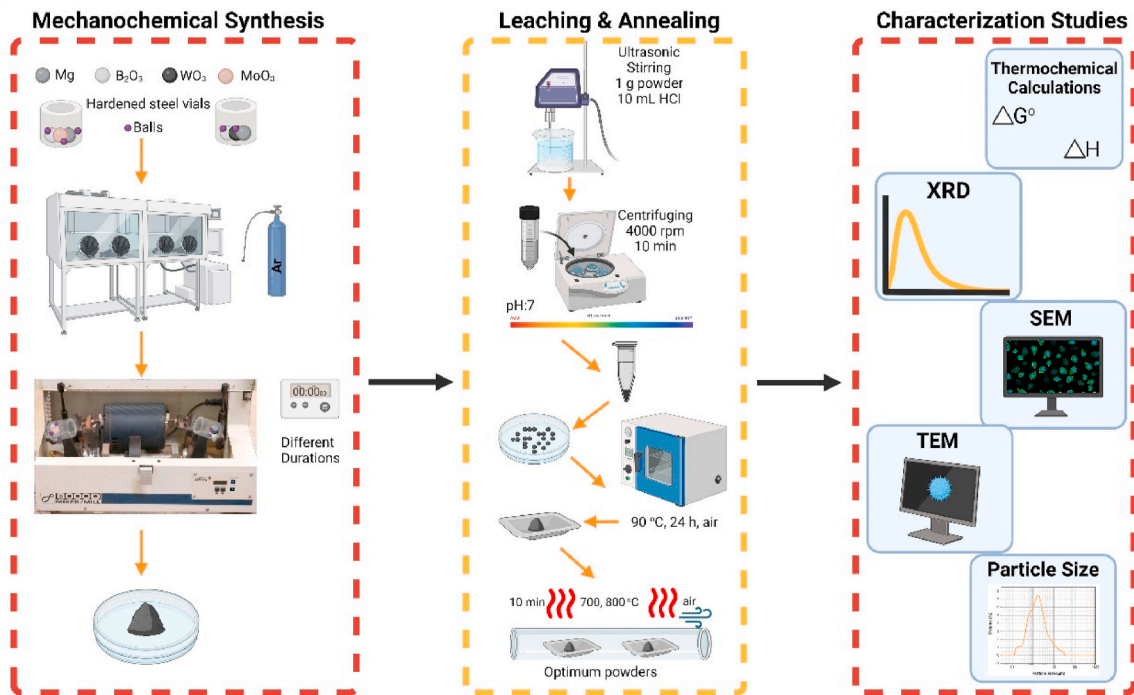 Mechanochemical Synthesis
Mg B₂O₃ WO₃ MoO₃
Hardened steel vials
Balls
Ar
00:00
Different
Durations
MIXER/MILL
Leaching & Annealing
Ultrasonic
Stirring
1 g powder
10 mL HCl
Centrifuging
4000 rpm
10 min
pH:7
90 °C, 24 h, air
10 min 700, 800 °C air
Optimum powders
Characterization Studies
Thermochemical
Calculations
△G°
△H
XRD
SEM
TEM
Particle Size